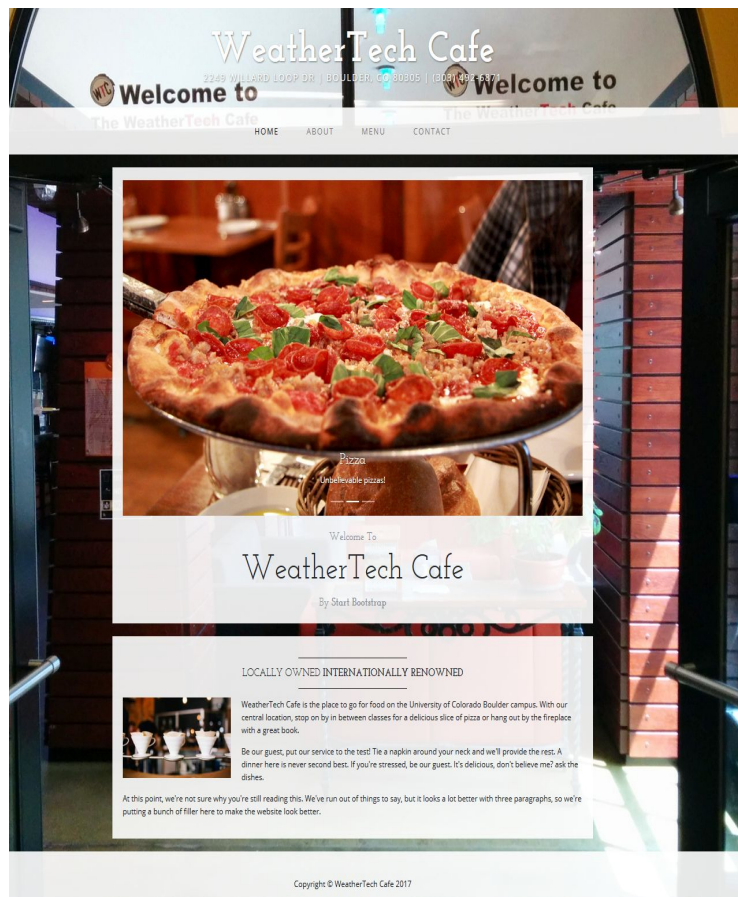 WeatherTech Cafe
2249 WILLARD LOOP DR | BOULDER, CO 80305 | (303) 492-6871
WTC Welcome to
The WeatherTech Cafe
WTC Welcome to
The WeatherTech Cafe
HOME ABOUT MENU CONTACT
Pizza
Unbelievable pizzas!
Welcome To
WeatherTech Cafe
By Start Bootstrap
LOCALLY OWNED INTERNATIONALLY RENOWNED
WeatherTech Cafe is the place to go for food on the University of Colorado Boulder campus. With our
central location, stop on by in between classes for a delicious slice of pizza or hang out by the fireplace
with a great book.
Be our guest, put our service to the test! Tie a napkin around your neck and we'll provide the rest. A
dinner here is never second best. If you're stressed, be our guest. It's delicious, don't believe me? ask the
dishes.
At this point, we're not sure why you're still reading this. We've run out of things to say, but it looks a lot better with three paragraphs, so we're
putting a bunch of filler here to make the website look better.
Copyright © WeatherTech Cafe 2017